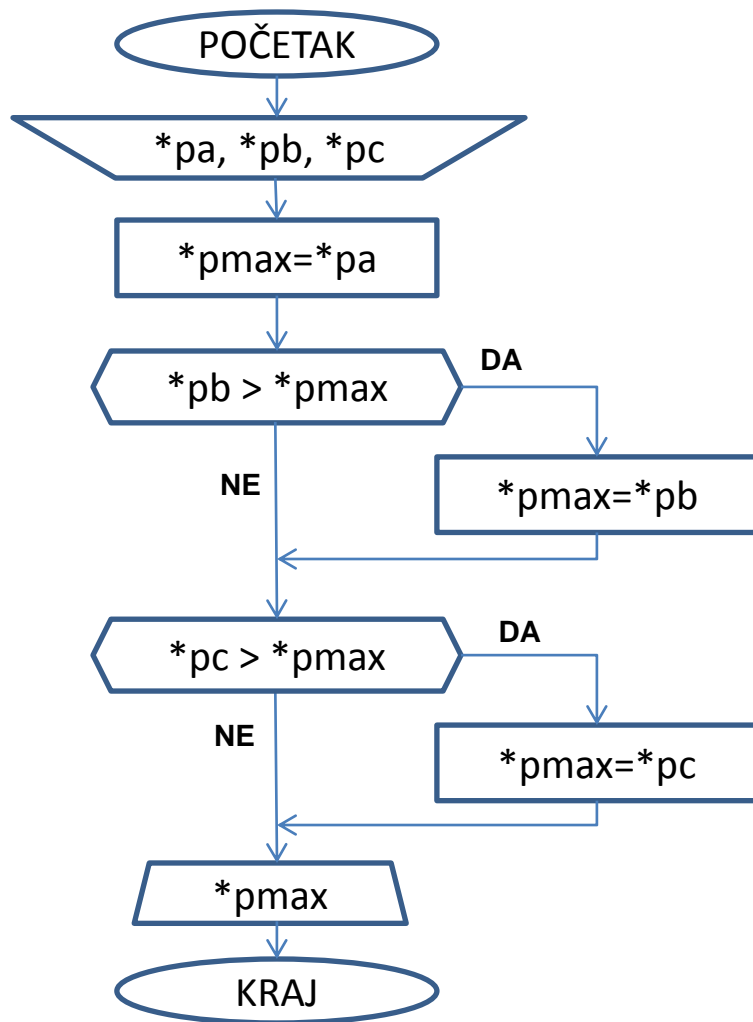 POČETAK
*pa, *pb, *pc
*pmax=*pa
*pb > *pmax
DA
NE
*pmax=*pb
*pc > *pmax
DA
NE
*pmax=*pc
*pmax
KRAJ